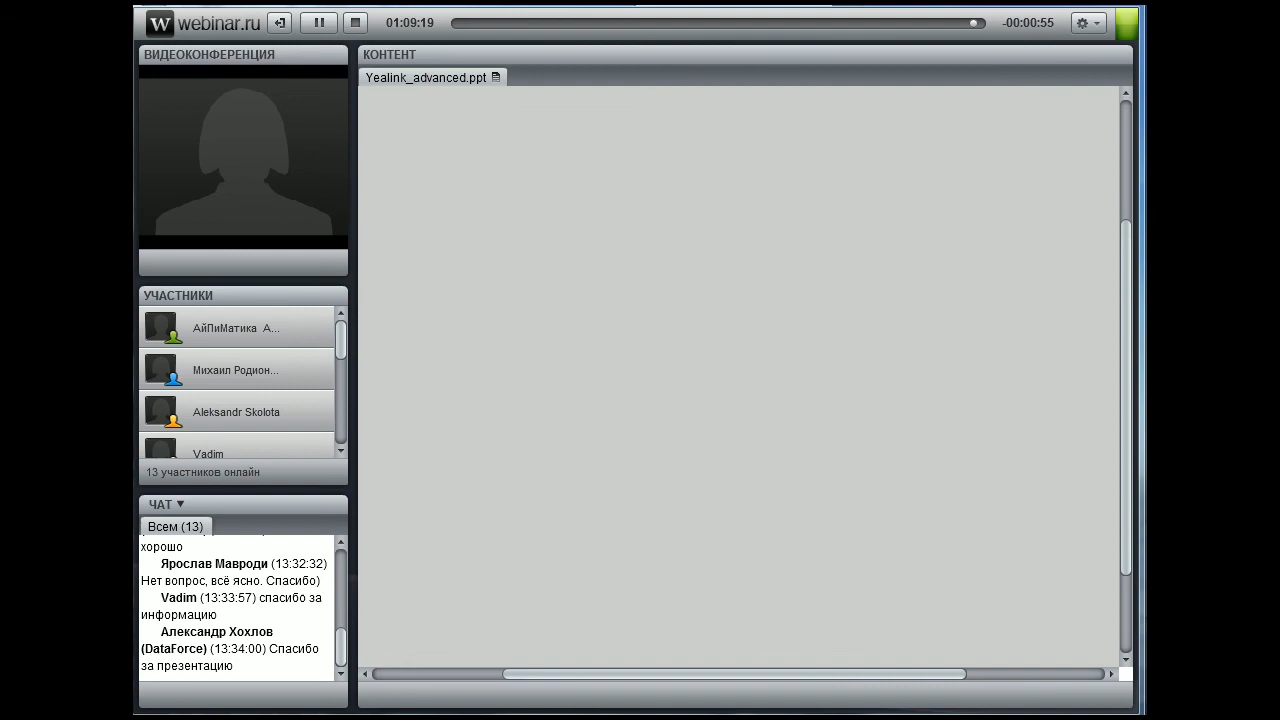 W webinar.ru 01:09:19 -00:00:55
ВИДЕОКОНФЕРЕНЦИЯ
КОНТЕНТ
Yealink_advanced.ppt
УЧАСТНИКИ
АйПиМатика А...
Михаил Родион...
Aleksandr Skolota
Vadim
13 участников онлайн
ЧАТ
Всем (13)
хорошо
Ярослав Мавроди (13:32:32)
Нет вопрос, всё ясно. Спасибо)
Vadim (13:33:57) спасибо за
информацию
Александр Хохлов
(DataForce) (13:34:00) Спасибо
за презентацию